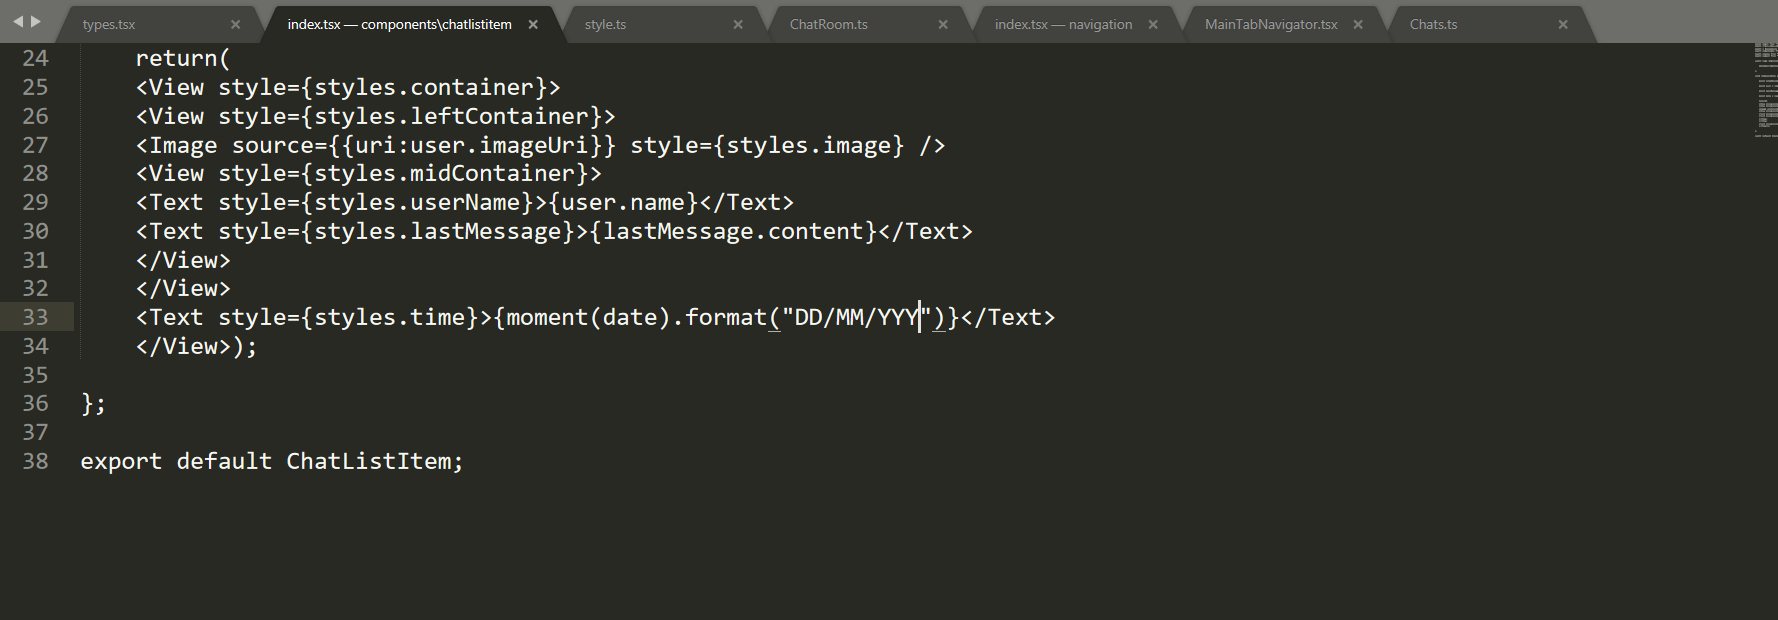 types.tsx × index.tsx — components\chatlistitem × style.ts × ChatRoom.ts × index.tsx — navigation × MainTabNavigator.tsx × Chats.ts ×
24 return(
25 <View style={styles.container}>
26 <View style={styles.leftContainer}>
27 <Image source={{uri:user.imageUri}} style={styles.image} />
28 <View style={styles.midContainer}>
29 <Text style={styles.userName}>{user.name}</Text>
30 <Text style={styles.lastMessage}>{lastMessage.content}</Text>
31 </View>
32 </View>
33 <Text style={styles.time}>{moment(date).format("DD/MM/YYY")}</Text>
34 </View>);
35
36 };
37
38 export default ChatListItem;